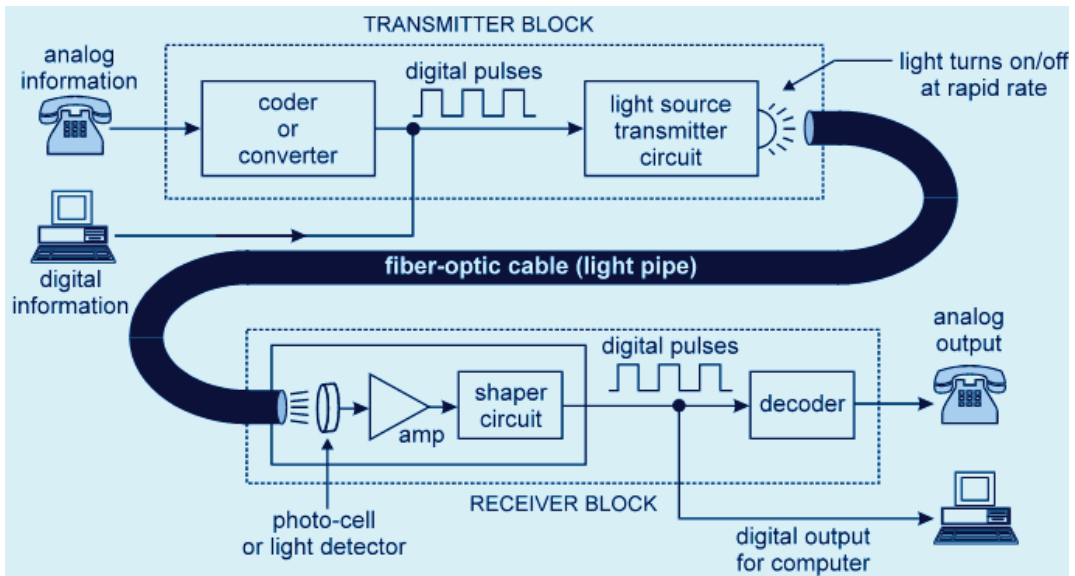 TRANSMITTER BLOCK
analog
information
digital pulses
light turns on/off
at rapid rate
coder
or
converter
light source
transmitter
circuit
digital
information
fiber-optic cable (light pipe)
analog
output
digital pulses
shaper
circuit
decoder
amp
RECEIVER BLOCK
photo-cell
or light detector
digital output
for computer